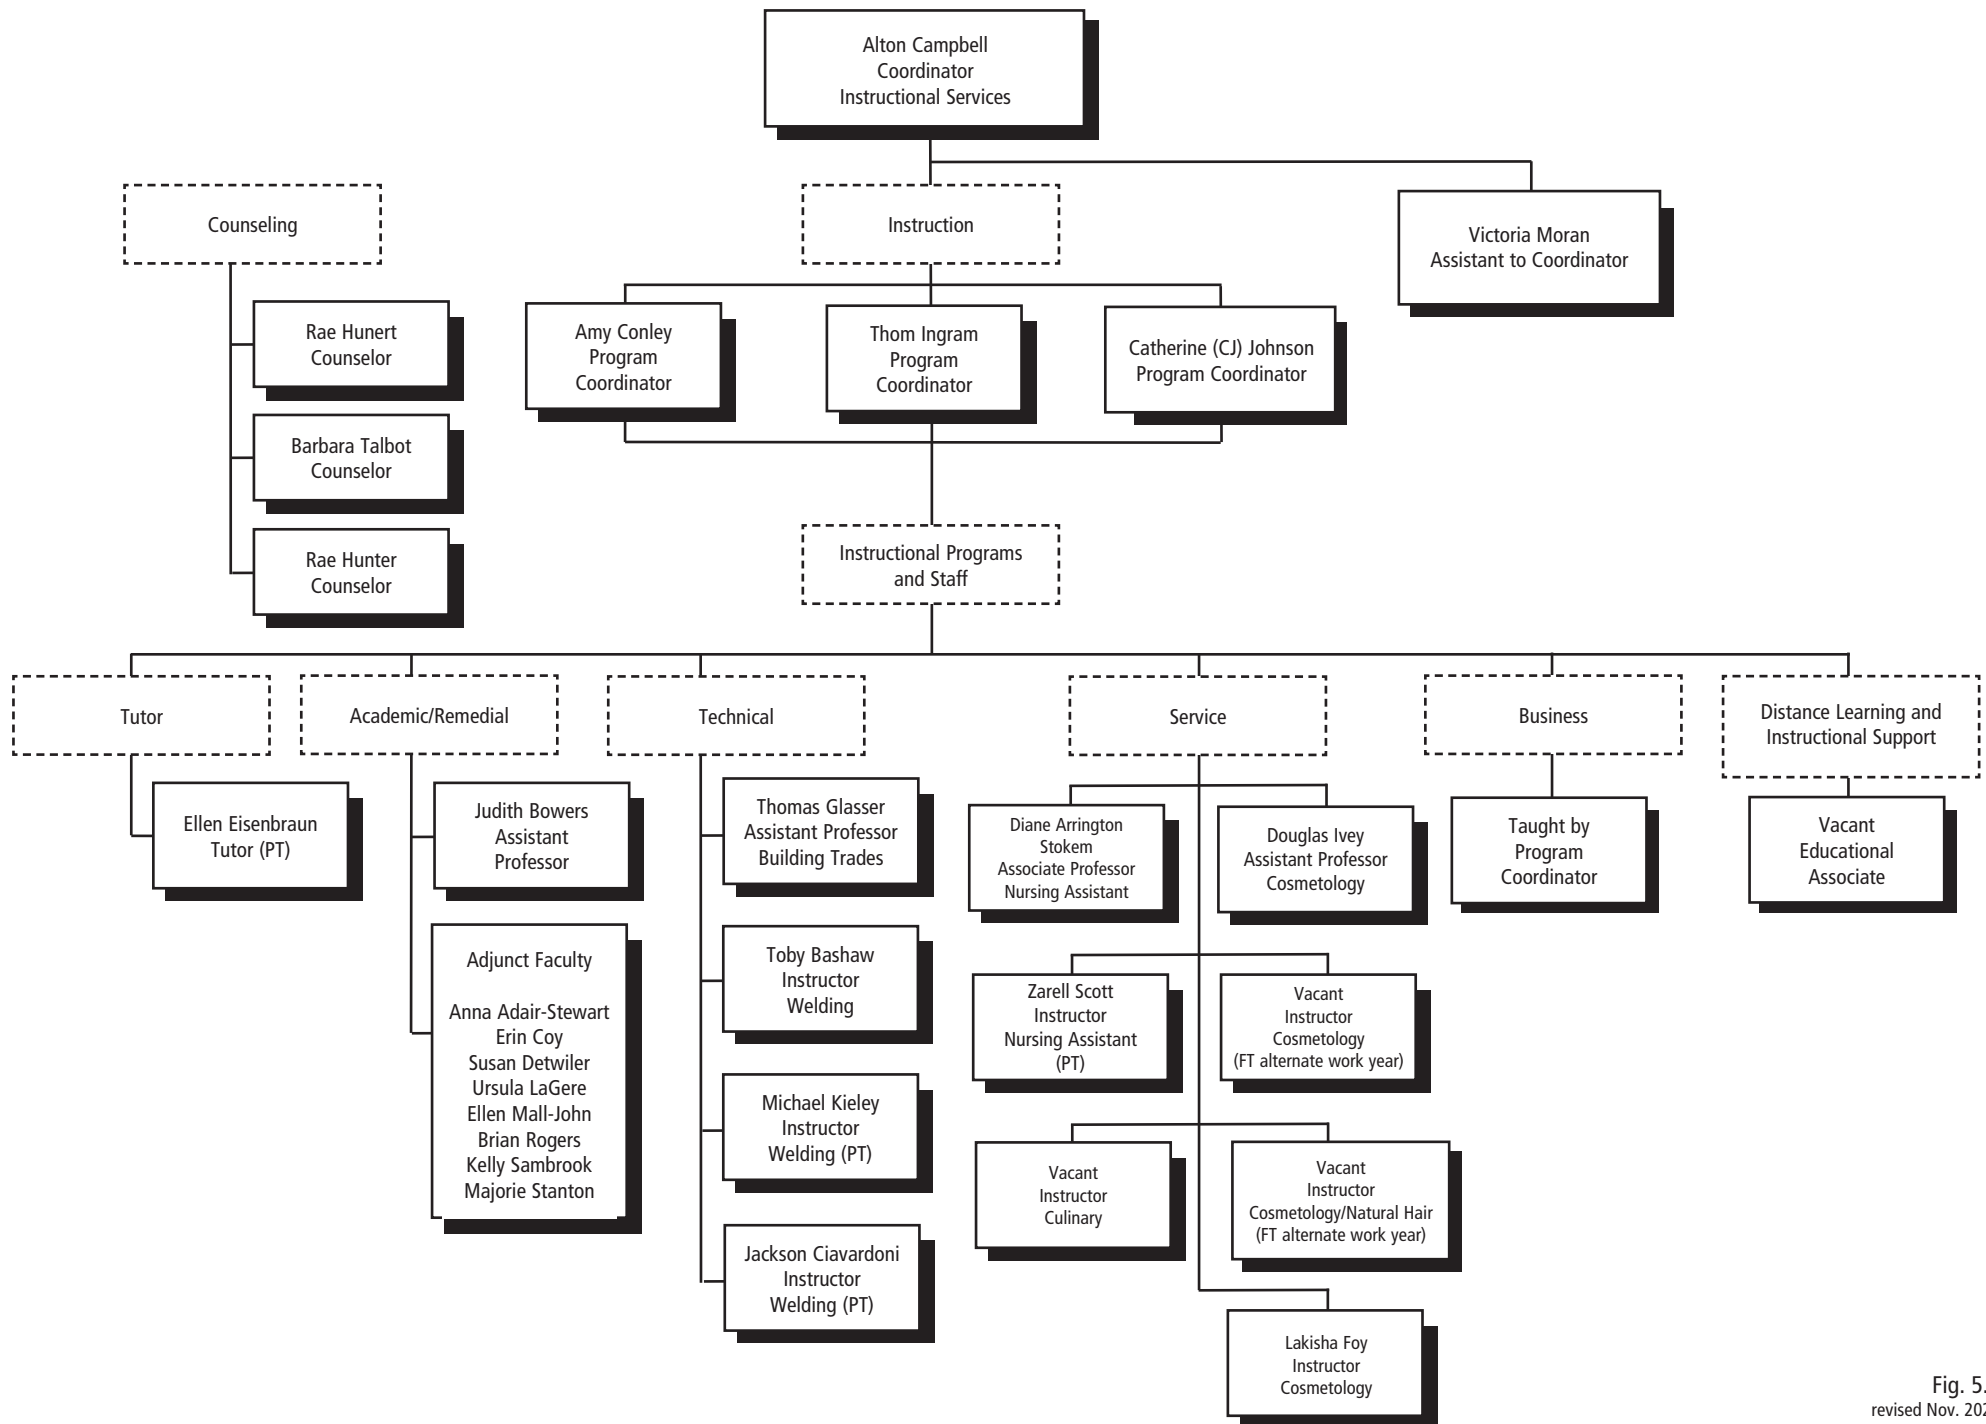 Alton Campbell
Coordinator
Instructional Services
Counseling
Instruction
Victoria Moran
Assistant to Coordinator
Rae Hunert
Counselor
Amy Conley
Program
Coordinator
Thom Ingram
Program
Coordinator
Catherine (CJ) Johnson
Program Coordinator
Barbara Talbot
Counselor
Rae Hunter
Counselor
Instructional Programs
and Staff
Tutor
Academic/Remedial
Technical
Service
Business
Distance Learning and
Instructional Support
Ellen Eisenbraun
Tutor (PT)
Judith Bowers
Assistant
Professor
Thomas Glasser
Assistant Professor
Building Trades
Diane Arrington
Stokem
Associate Professor
Nursing Assistant
Douglas Ivey
Assistant Professor
Cosmetology
Taught by
Program
Coordinator
Vacant
Educational
Associate
Adjunct Faculty
Anna Adair-Stewart
Erin Coy
Susan Detwiler
Ursula LaGere
Ellen Mall-John
Brian Rogers
Kelly Sambrook
Majorie Stanton
Toby Bashaw
Instructor
Welding
Zarell Scott
Instructor
Nursing Assistant
(PT)
Vacant
Instructor
Cosmetology
(FT alternate work year)
Michael Kieley
Instructor
Welding (PT)
Vacant
Instructor
Culinary
Vacant
Instructor
Cosmetology/Natural Hair
(FT alternate work year)
Jackson Ciavardoni
Instructor
Welding (PT)
Lakisha Foy
Instructor
Cosmetology
Fig. 5.
revised Nov. 202